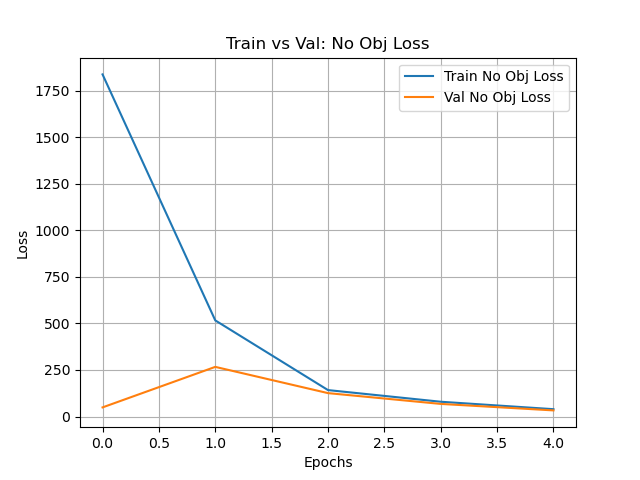 Train vs Val: No Obj Loss
Train No Obj Loss
Val No Obj Loss
1750
1500
1250
1000
750
500
250
0
Loss
0.0 0.5 1.0 1.5 2.0 2.5 3.0 3.5 4.0
Epochs